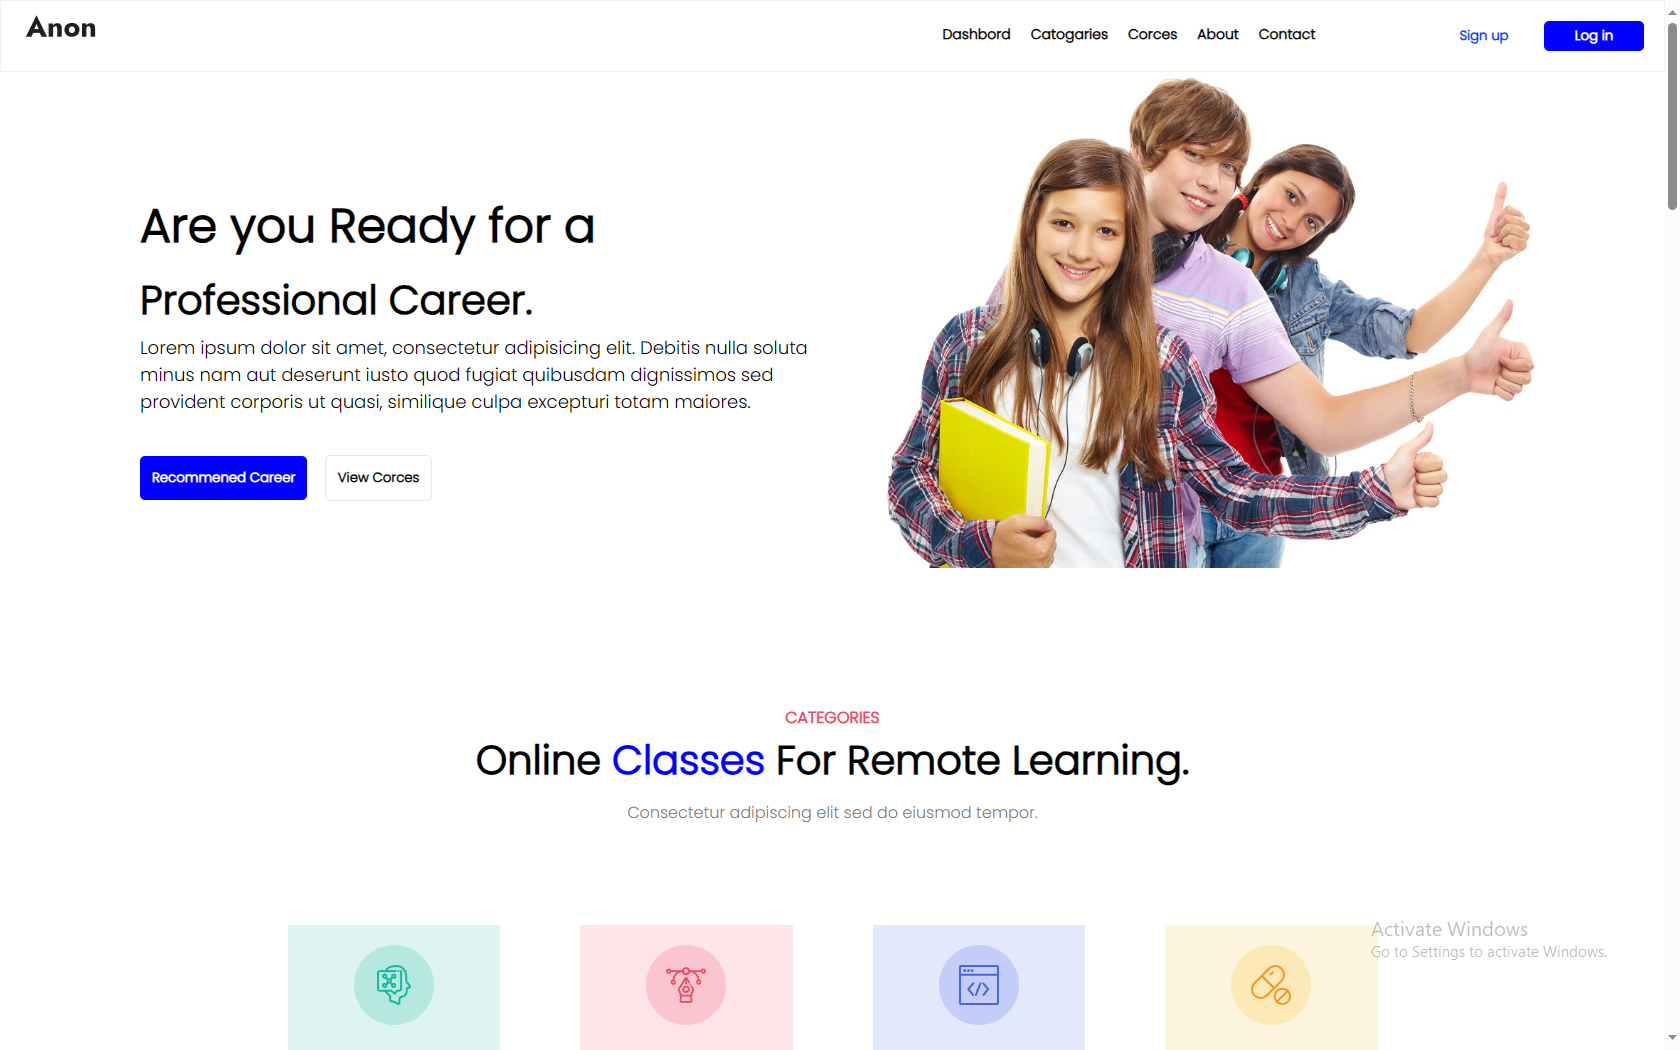 Anon
Dashbord Catogaries Corces About Contact Sign up Log in
Are you Ready for a
Professional Career.
Lorem ipsum dolor sit amet, consectetur adipisicing elit. Debitis nulla soluta
minus nam aut deserunt iusto quod fugiat quibusdam dignissimos sed
provident corporis ut quasi, similique culpa excepturi totam maiores.
Recommened Career View Corces
CATEGORIES
Online Classes For Remote Learning.
Consectetur adipiscing elit sed do eiusmod tempor.
</>
Activate Windows
Go to Settings to activate Windows.